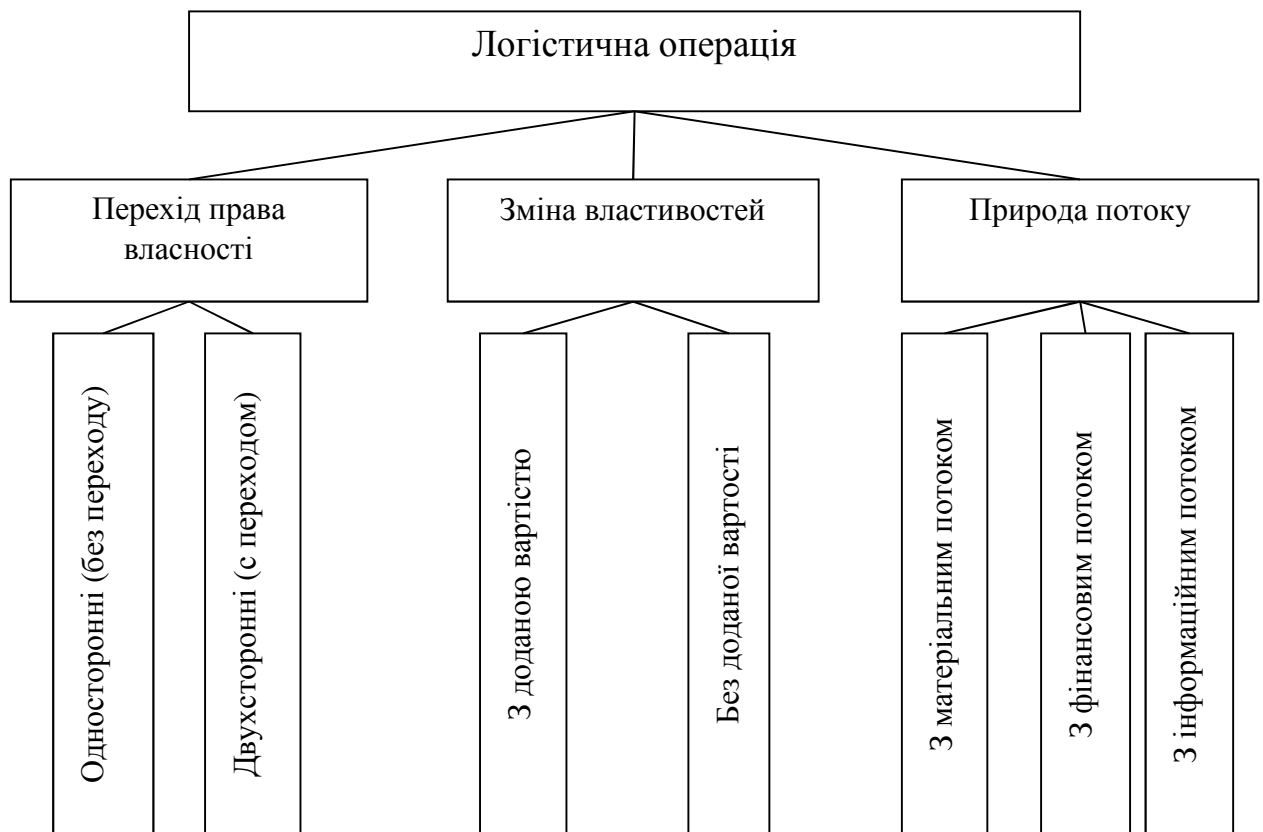 Логістична операція
Перехід права
власності
Зміна властивостей
Природа потоку
Односторонні (без переходу)
Двухсторонні (с переходом)
З доданою вартістю
Без доданої вартості
З матеріальним потоком
З фінансовим потоком
З інформаційним потоком